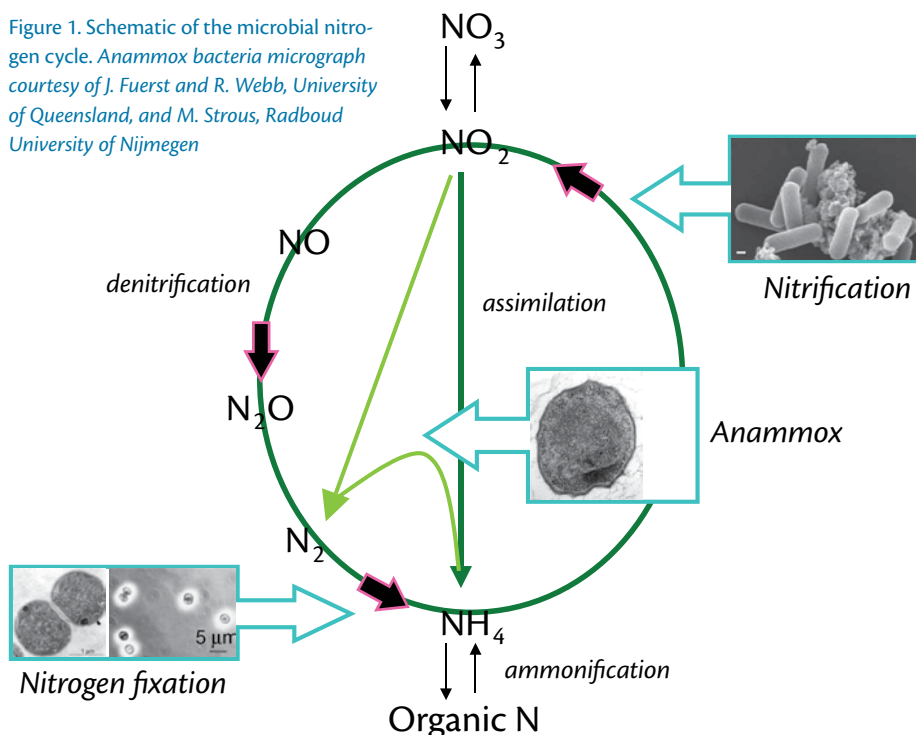 Figure 1. Schematic of the microbial nitro-
gen cycle. Anammox bacteria micrograph
courtesy of J. Fuerst and R. Webb, University
of Queensland, and M. Strous, Radboud
University of Nijmegen
NO₃
NO₂
NO
denitrification
assimilation
Nitrification
N₂O
Anammox
N₂
NH₄
5 μm
1 μm
Nitrogen fixation
ammonification
Organic N